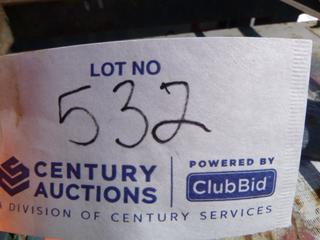 LOT NO
532
CENTURY AUCTIONS
POWERED BY
ClubBid
A DIVISION OF CENTURY SERVICES